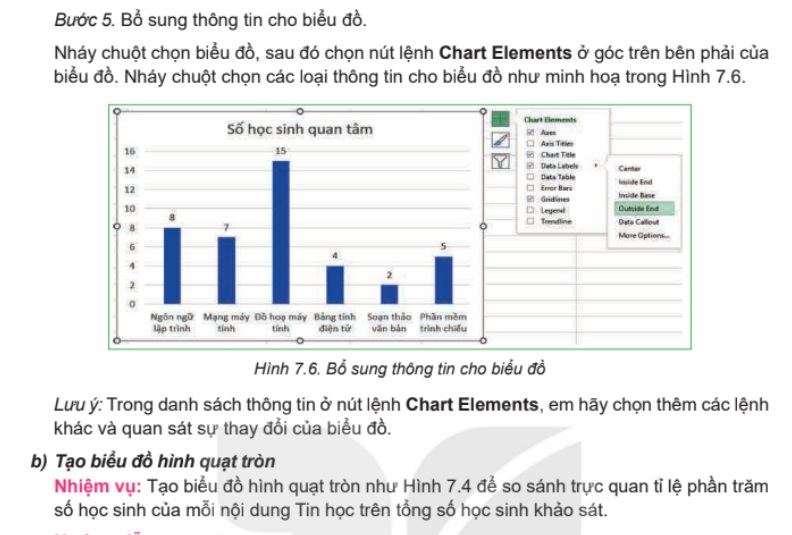 Bước 5. Bổ sung thông tin cho biểu đồ.
Nháy chuột chọn biểu đồ, sau đó chọn nút lệnh Chart Elements ở góc trên bên phải của
biểu đồ. Nháy chuột chọn các loại thông tin cho biểu đồ như minh hoạ trong Hình 7.6.
Số học sinh quan tâm
16
14
12
10
8
6
4
2
0
8
7
15
4
2
5
Ngôn ngữ
lập trình
Mạng máy
tính
Đồ hoạ máy
tính
Bảng tính
điện tử
Soạn thảo
văn bản
Phần mềm
trình chiếu
Chart Elements
Axes
Axis Titles
Chart Title
Data Labels
Data Table
Error Bars
Gridlines
Legend
Trendline
Center
Inside End
Inside Base
Outside End
Data Callout
More Options...
Hình 7.6. Bổ sung thông tin cho biểu đồ
Lưu ý: Trong danh sách thông tin ở nút lệnh Chart Elements, em hãy chọn thêm các lệnh
khác và quan sát sự thay đổi của biểu đồ.
b) Tạo biểu đồ hình quạt tròn
Nhiệm vụ: Tạo biểu đồ hình quạt tròn như Hình 7.4 để so sánh trực quan tỉ lệ phần trăm
số học sinh của mỗi nội dung Tin học trên tổng số học sinh khảo sát.